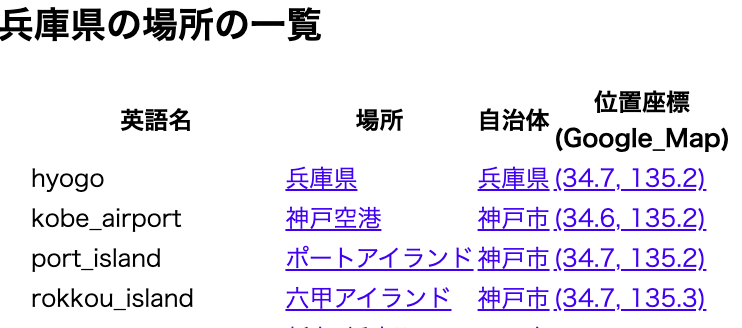 兵庫県の場所の一覧
英語名 場所 自治体 位置座標
(Google_Map)
hyogo 兵庫県 兵庫県 (34.7, 135.2)
kobe_airport 神戸空港 神戸市 (34.6, 135.2)
port_island ポートアイランド 神戸市 (34.7, 135.2)
rokkou_island 六甲アイランド 神戸市 (34.7, 135.3)